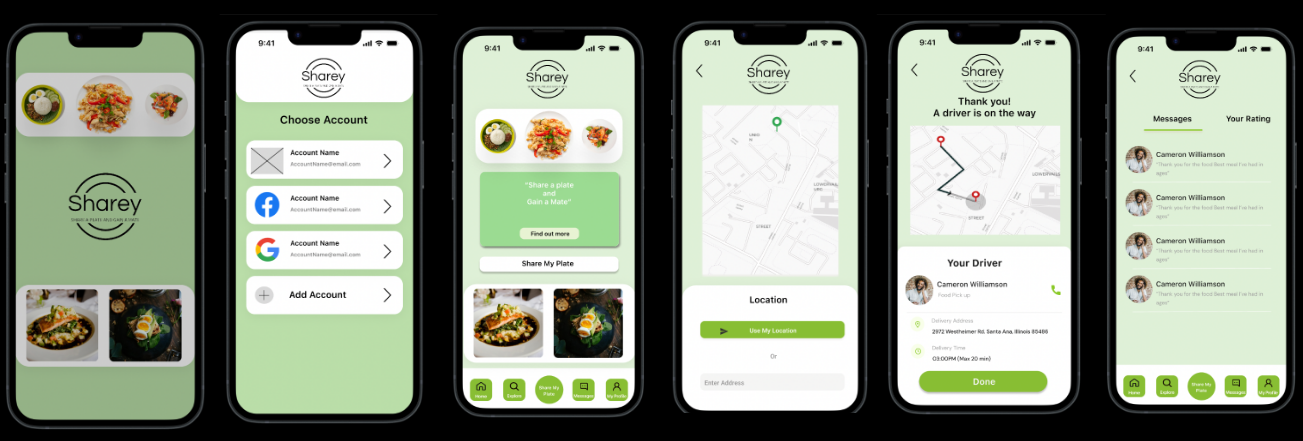 Sharey
SHARE A PLATE AND GAIN A MATE
9:41
Sharey
Choose Account
Account Name
AccountName@email.com
Account Name
AccountName@email.com
Account Name
AccountName@email.com
Add Account
9:41
Sharey
"Share a plate
and
Gain a Mate"
Find out more
Share My Plate
Home
Explore
Share My
Plate
Messages
My Profile
9:41
Sharey
STREET
Location
Use My Location
Or
Enter Address
9:41
Sharey
Thank you!
A driver is on the way
STREET
Your Driver
Cameron Williamson
Food Pick up
Delivery Address
2972 Westheimer Rd. Santa Ana, Illinois 85486
Delivery Time
03:00PM (Max 20 min)
Done
9:41
Sharey
Messages
Your Rating
Cameron Williamson
"Thank you for the food Best meal I've had in
ages"
Cameron Williamson
"Thank you for the food Best meal I've had in
ages"
Cameron Williamson
"Thank you for the food Best meal I've had in
ages"
Cameron Williamson
"Thank you for the food Best meal I've had in
ages"
Home
Explore
Share My
Plate
Messages
My Profile